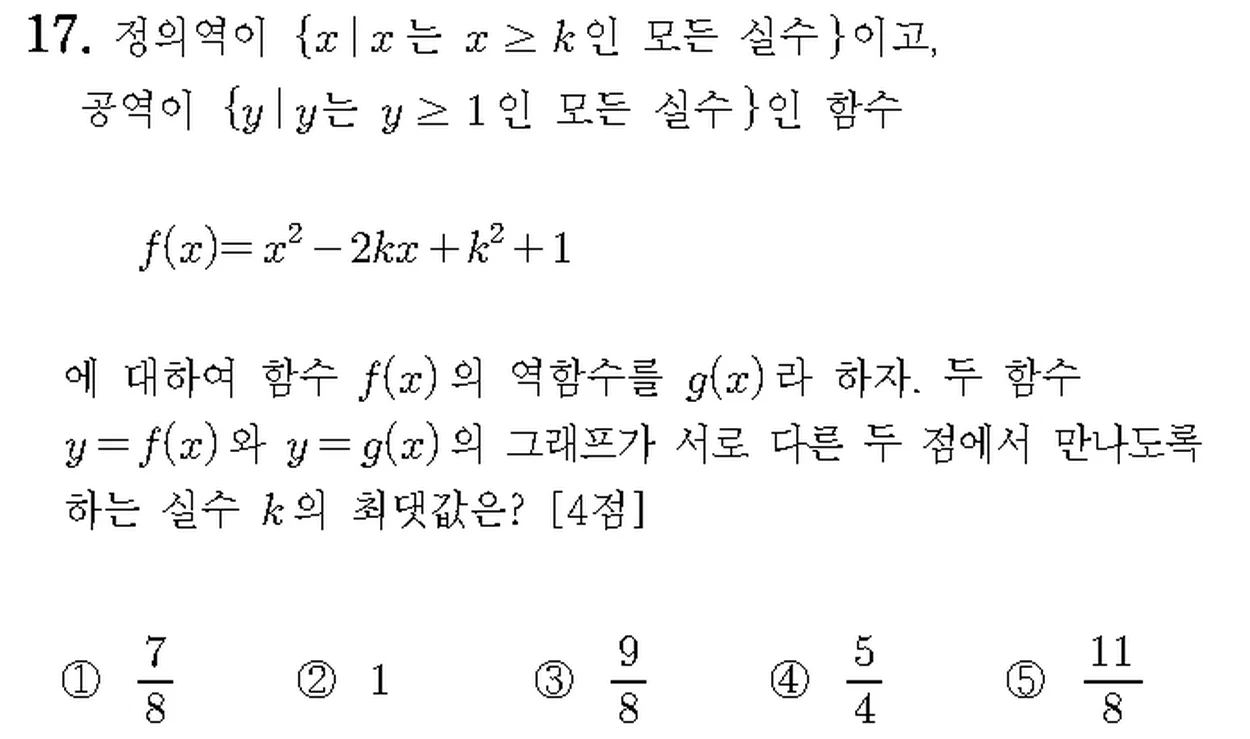 17. 정의역이 {x | x는 x ≥ k인 모든 실수}이고,
공역이 {y | y는 y ≥ 1인 모든 실수}인 함수
f(x)= x² − 2kx + k² + 1
에 대하여 함수 f(x)의 역함수를 g(x)라 하자. 두 함수
y = f(x)와 y = g(x)의 그래프가 서로 다른 두 점에서 만나도록
하는 실수 k의 최댓값은? [4점]
① 7/8 ② 1 ③ 9/8 ④ 5/4 ⑤ 11/8